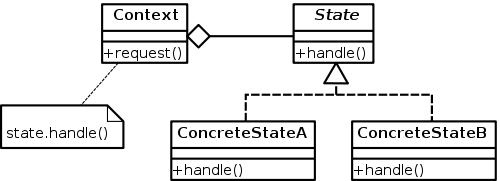 Context
+request()
State
+handle()
state.handle()
ConcreteStateA
+handle()
ConcreteStateB
+handle()